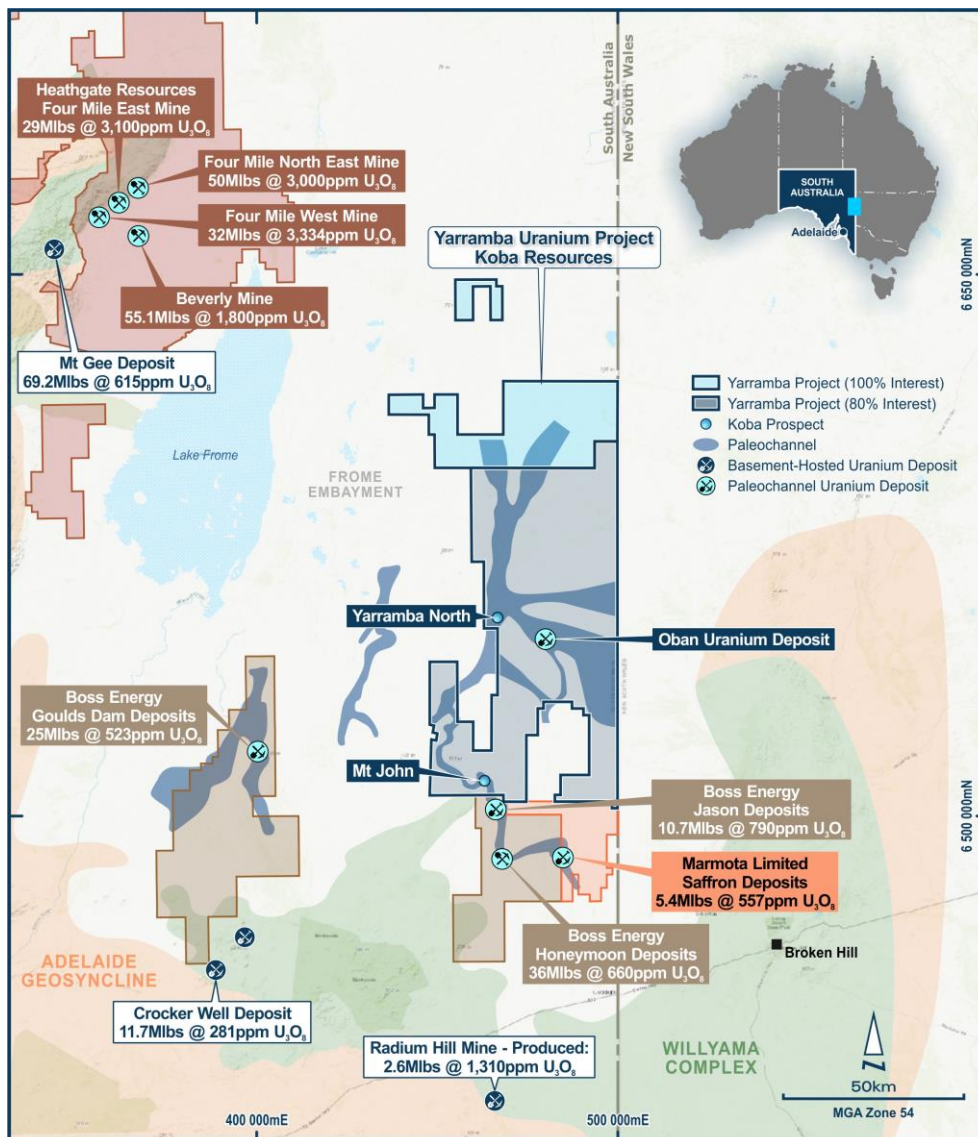 Heathgate Resources
Four Mile East Mine
29Mlbs @ 3,100ppm U₃O₈
Four Mile North East Mine
50Mlbs @ 3,000ppm U₃O₈
Four Mile West Mine
32Mlbs @ 3,334ppm U₃O₈
Beverly Mine
55.1Mlbs @ 1,800ppm U₃O₈
Mt Gee Deposit
69.2Mlbs @ 615ppm U₃O₈
South Australia
New South Wales
SOUTH
AUSTRALIA
Adelaide
Yarramba Uranium Project
Koba Resources
6 650 000mN
Yarramba Project (100% Interest)
Yarramba Project (80% Interest)
Koba Prospect
Paleochannel
Basement-Hosted Uranium Deposit
Paleochannel Uranium Deposit
Lake Frome
FROME
EMBAYMENT
Yarramba North
Oban Uranium Deposit
Boss Energy
Goulds Dam Deposits
25Mlbs @ 523ppm U₃O₈
Mt John
Boss Energy
Jason Deposits
10.7Mlbs @ 790ppm U₃O₈
6 500 000mN
Marmota Limited
Saffron Deposits
5.4Mlbs @ 557ppm U₃O₈
Boss Energy
Honeymoon Deposits
36Mlbs @ 660ppm U₃O₈
Broken Hill
ADELAIDE
GEOSYNCLINE
Crocker Well Deposit
11.7Mlbs @ 281ppm U₃O₈
Radium Hill Mine - Produced:
2.6Mlbs @ 1,310ppm U₃O₈
WILLYAMA
COMPLEX
N
50km
MGA Zone 54
400 000mE
500 000mE